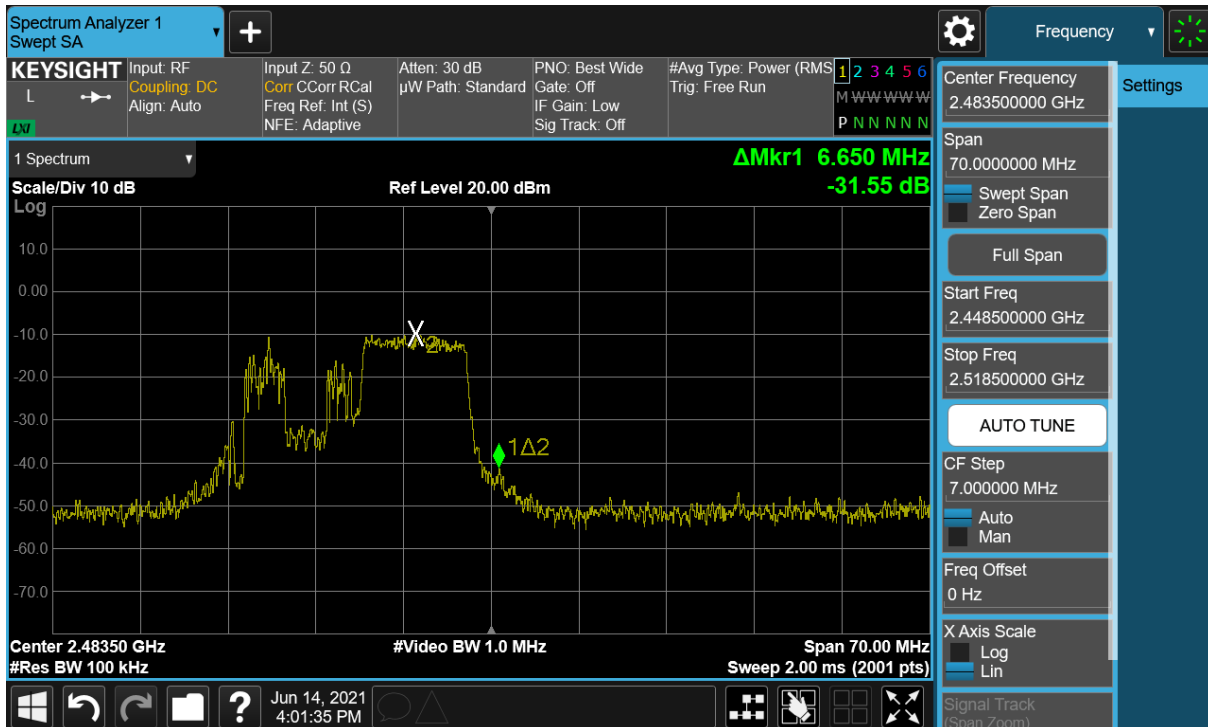 Spectrum Analyzer 1
Swept SA
+
Frequency
KEYSIGHT
L
LXI
Input: RF
Coupling: DC
Align: Auto
Input Z: 50 Ω
Corr CCorr RCal
Freq Ref: Int (S)
NFE: Adaptive
Atten: 30 dB
µW Path: Standard
PNO: Best Wide
Gate: Off
IF Gain: Low
Sig Track: Off
#Avg Type: Power (RMS
Trig: Free Run
1 2 3 4 5 6
M W W W W W
P N N N N N
1 Spectrum
ΔMkr1 6.650 MHz
-31.55 dB
Scale/Div 10 dB
Ref Level 20.00 dBm
Log
10.0
0.00
-10.0
-20.0
-30.0
-40.0
-50.0
-60.0
-70.0
X2
1Δ2
Center 2.48350 GHz
#Video BW 1.0 MHz
Span 70.00 MHz
#Res BW 100 kHz
Sweep 2.00 ms (2001 pts)
Center Frequency
2.483500000 GHz
Settings
Span
70.0000000 MHz
Swept Span
Zero Span
Full Span
Start Freq
2.448500000 GHz
Stop Freq
2.518500000 GHz
AUTO TUNE
CF Step
7.000000 MHz
Auto
Man
Freq Offset
0 Hz
X Axis Scale
Log
Lin
Signal Track
(Span Zoom)
?
Jun 14, 2021
4:01:35 PM